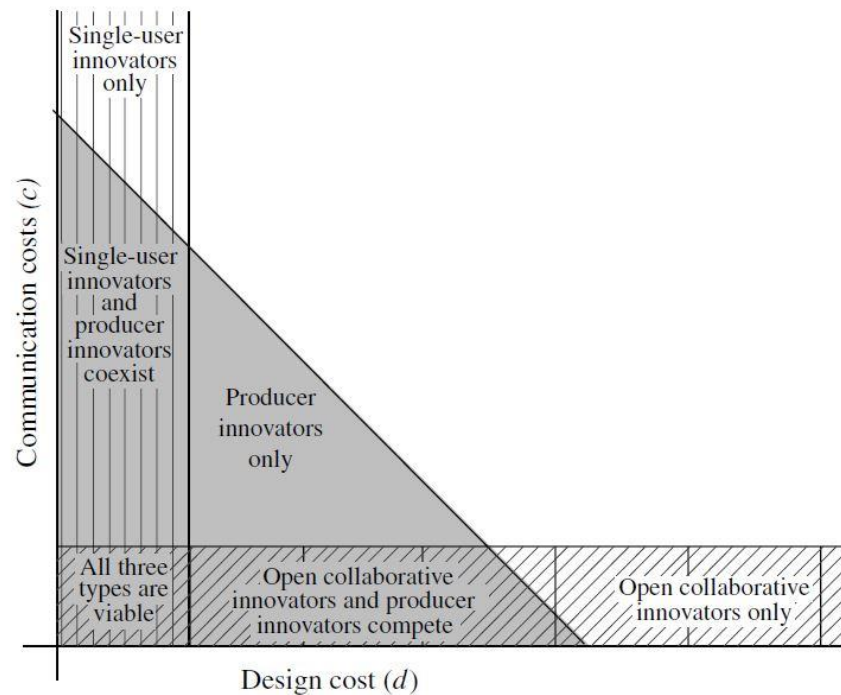 Single-user
innovators
only
Communication costs (c)
Single-user
innovators
and
producer
innovators
coexist
Producer
innovators
only
All three
types are
viable
Open collaborative
innovators and producer
innovators compete
Open collaborative
innovators only
Design cost (d)